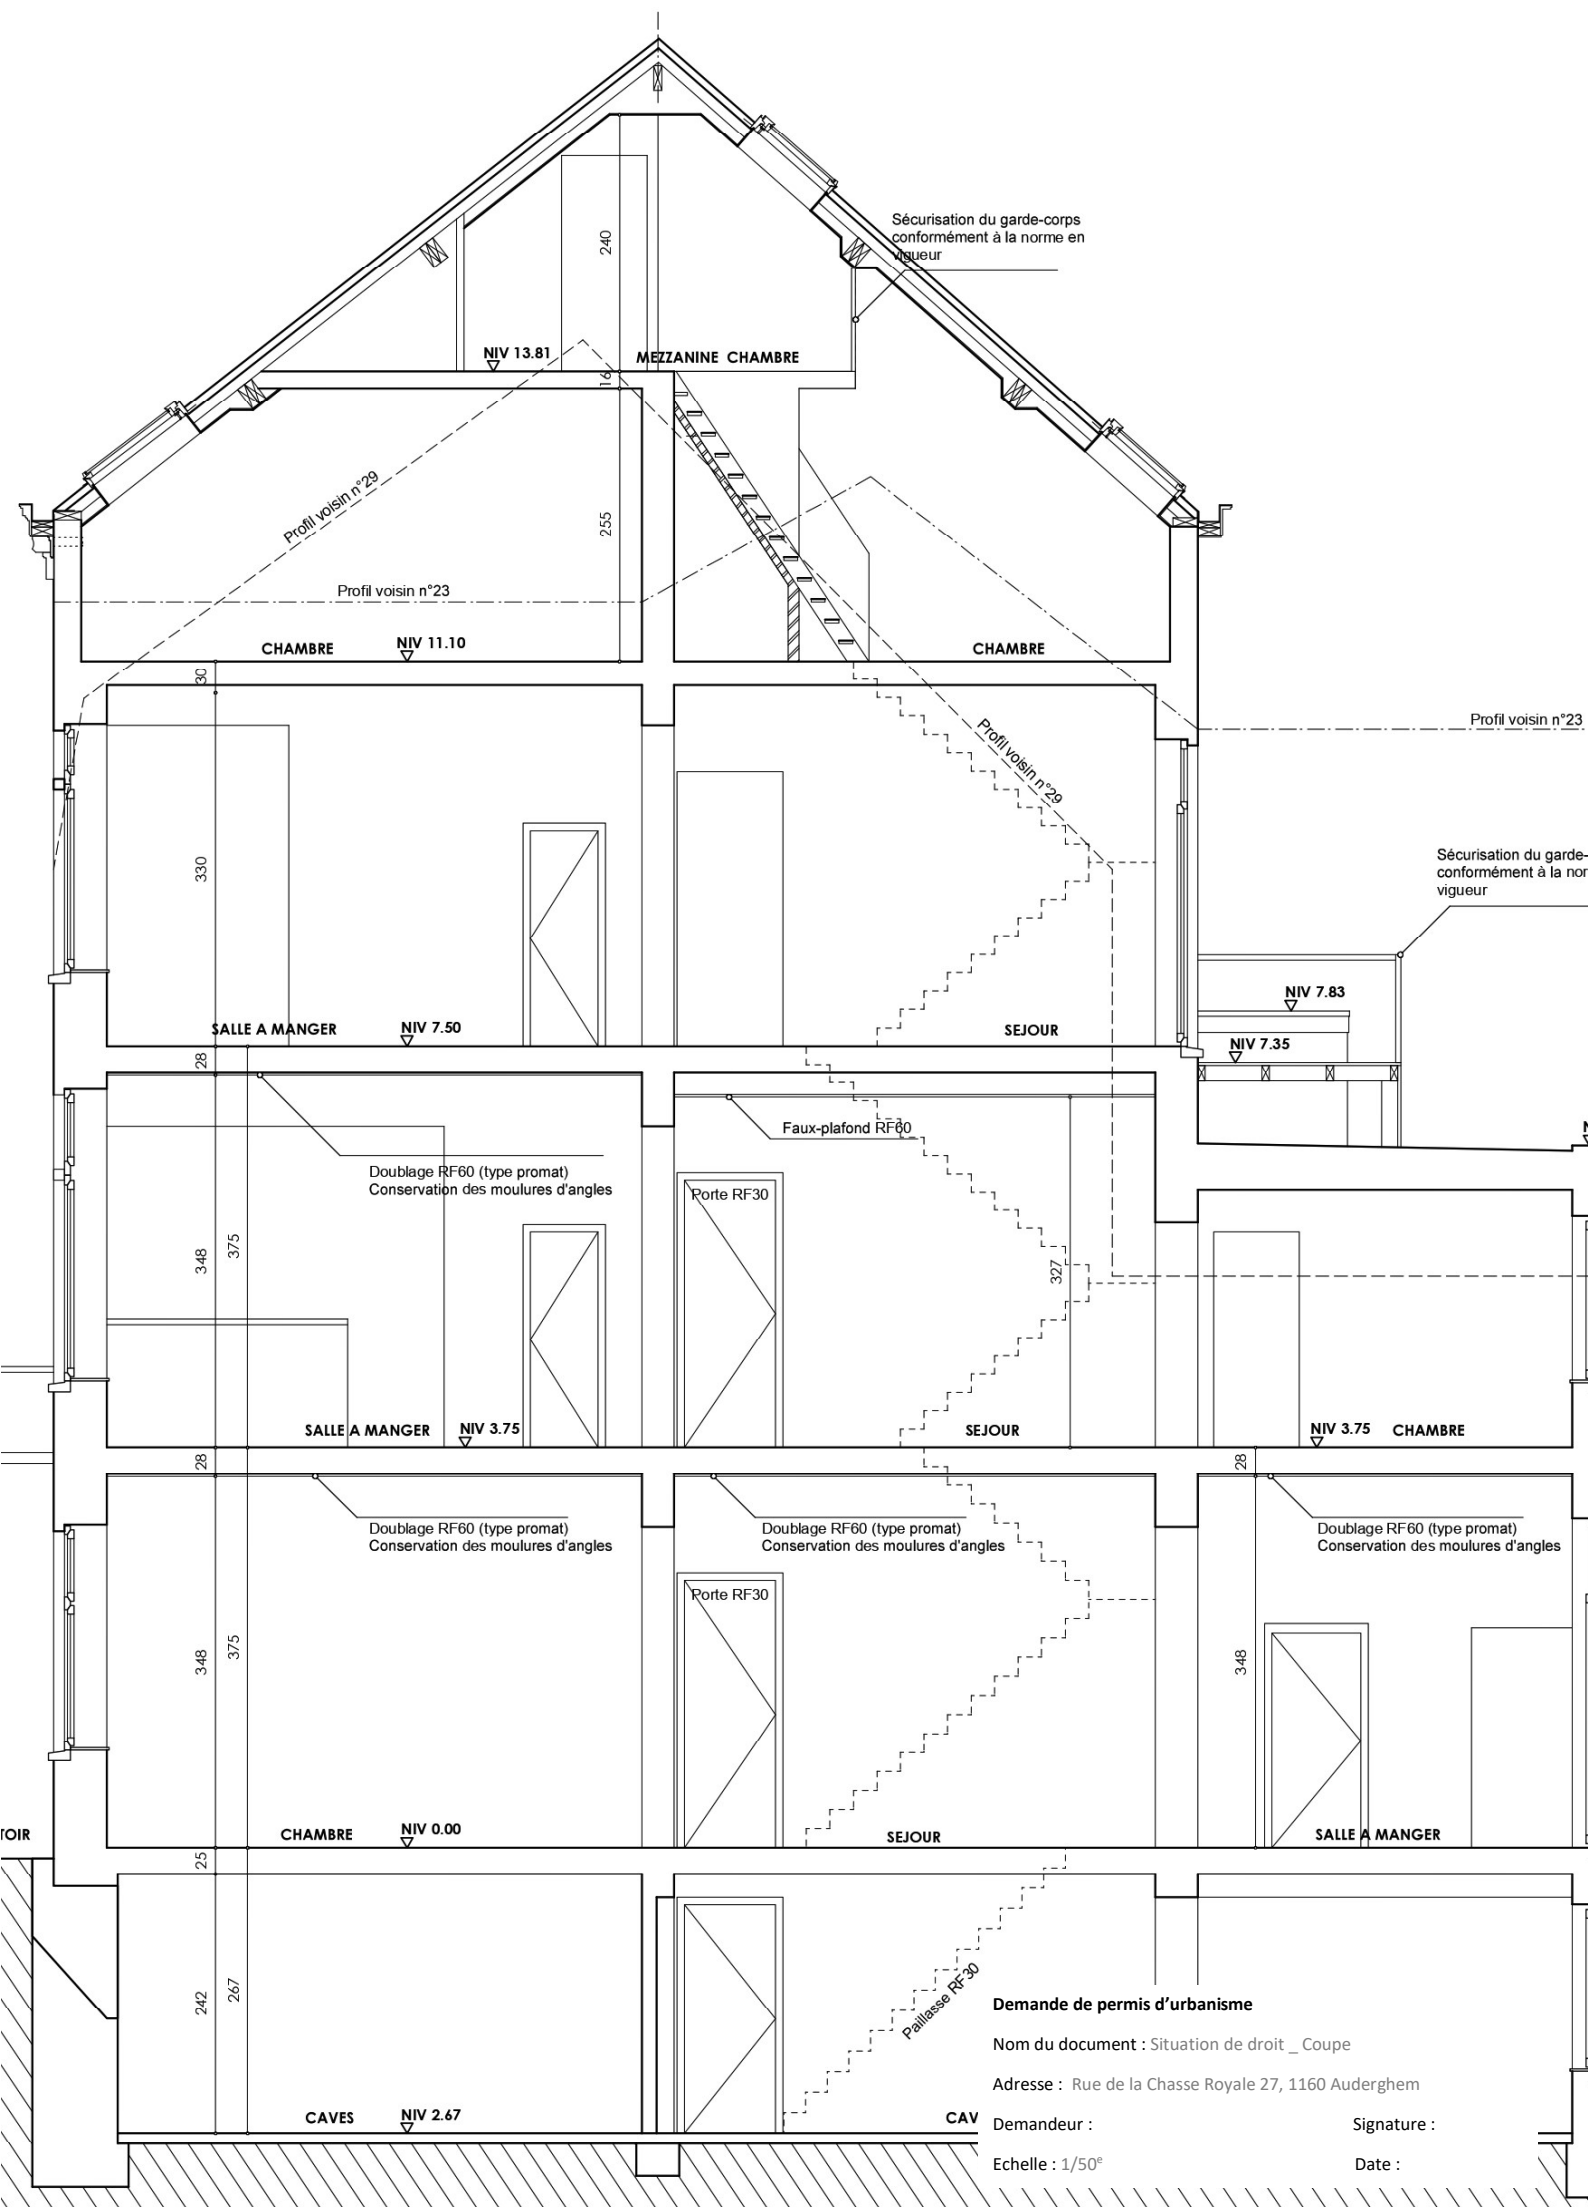 Sécurisation du garde-corps
conformément à la norme en
vigueur
240
NIV 13.81
MEZZANINE CHAMBRE
16
Profil voisin n°29
255
Profil voisin n°23
CHAMBRE
NIV 11.10
CHAMBRE
30
Profil voisin n°23
Profil voisin n°29
330
Sécurisation du garde-
conformément à la nor
vigueur
NIV 7.83
SALLE A MANGER
NIV 7.50
SEJOUR
NIV 7.35
28
Faux-plafond RF60
Doublage RF60 (type promat)
Conservation des moulures d'angles
Porte RF30
348
375
327
SALLE A MANGER
NIV 3.75
SEJOUR
NIV 3.75
CHAMBRE
28
28
Doublage RF60 (type promat)
Conservation des moulures d'angles
Doublage RF60 (type promat)
Conservation des moulures d'angles
Doublage RF60 (type promat)
Conservation des moulures d'angles
Porte RF30
348
375
348
TOIR
CHAMBRE
NIV 0.00
SEJOUR
SALLE A MANGER
25
242
267
Paillasse RF30
CAVES
NIV 2.67
CAV
Demande de permis d'urbanisme
Nom du document : Situation de droit _ Coupe
Adresse : Rue de la Chasse Royale 27, 1160 Auderghem
Demandeur : Signature :
Echelle : 1/50e Date :